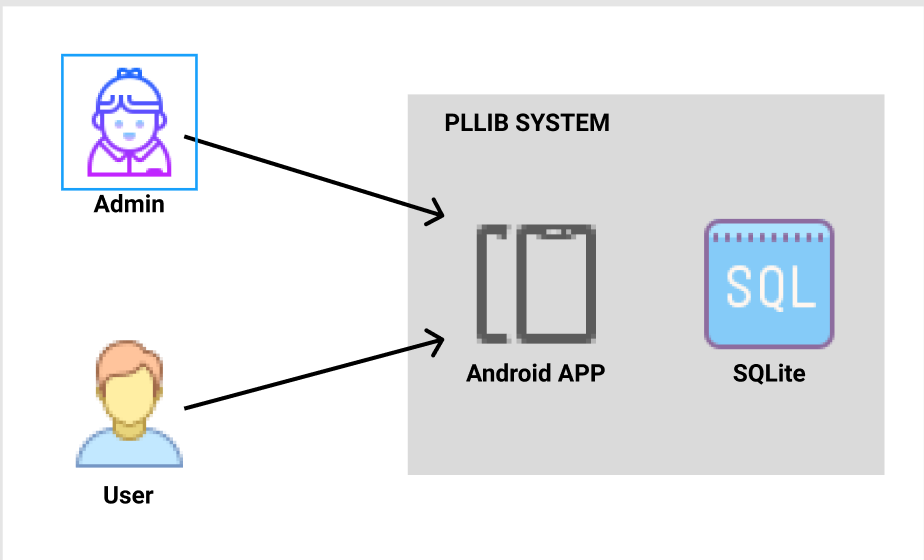 PLLIB SYSTEM
Admin
SQL
Android APP
SQLite
User